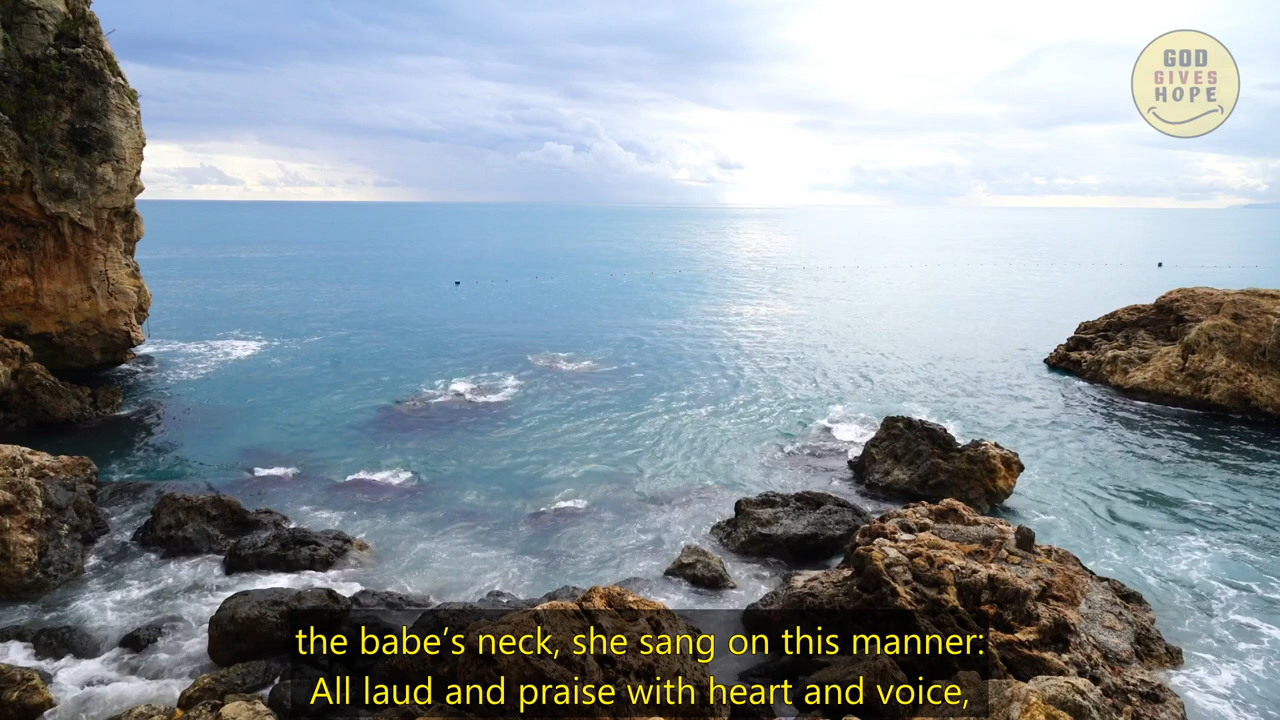 GOD
GIVES
HOPE
the babe’s neck, she sang on this manner:
All laud and praise with heart and voice,